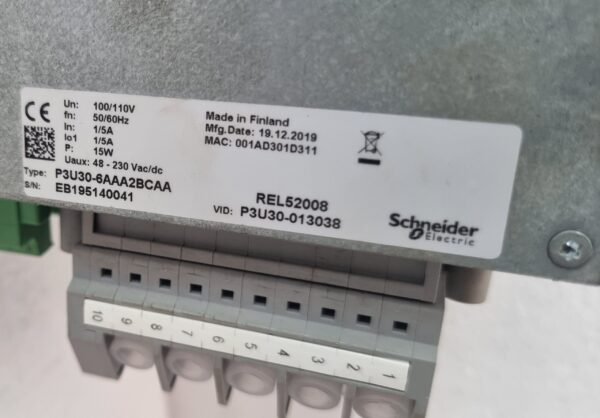 CE
Un: 100/110V
fn: 50/60Hz
In: 1/5A
Io1 1/5A
P: 15W
Uaux: 48 - 230 Vac/dc
Type: P3U30-6AAA2BCAA
S/N: EB195140041
Made in Finland
Mfg.Date: 19.12.2019
MAC: 001AD301D311
REL52008
VID: P3U30-013038
Schneider
Electric
10 9 8 7 6 5 4 3 2 1